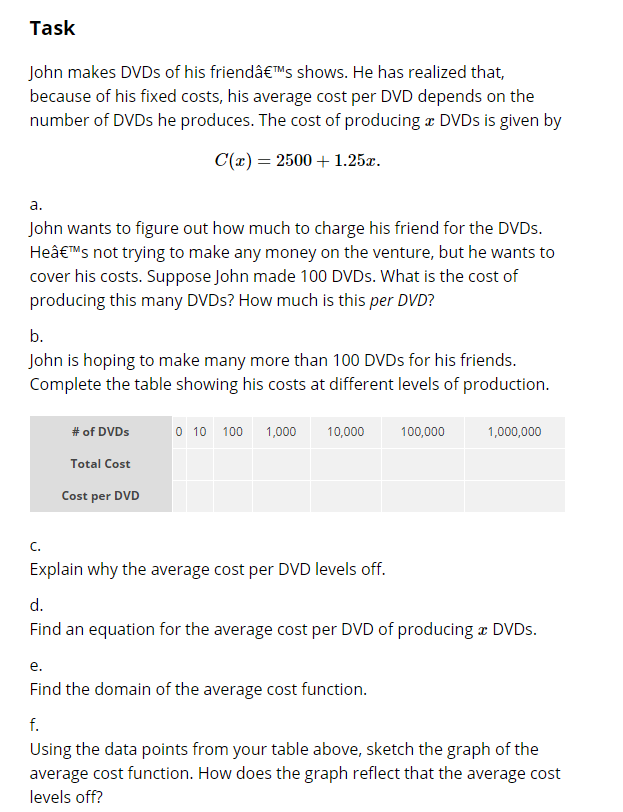 Task
John makes DVDs of his friendâ€™s shows. He has realized that,
because of his fixed costs, his average cost per DVD depends on the
number of DVDs he produces. The cost of producing x DVDs is given by
C(x) = 2500 + 1.25x.
a.
John wants to figure out how much to charge his friend for the DVDs.
Heâ€™s not trying to make any money on the venture, but he wants to
cover his costs. Suppose John made 100 DVDs. What is the cost of
producing this many DVDs? How much is this per DVD?
b.
John is hoping to make many more than 100 DVDs for his friends.
Complete the table showing his costs at different levels of production.
# of DVDs 0 10 100 1,000 10,000 100,000 1,000,000
Total Cost
Cost per DVD
c.
Explain why the average cost per DVD levels off.
d.
Find an equation for the average cost per DVD of producing x DVDs.
e.
Find the domain of the average cost function.
f.
Using the data points from your table above, sketch the graph of the
average cost function. How does the graph reflect that the average cost
levels off?